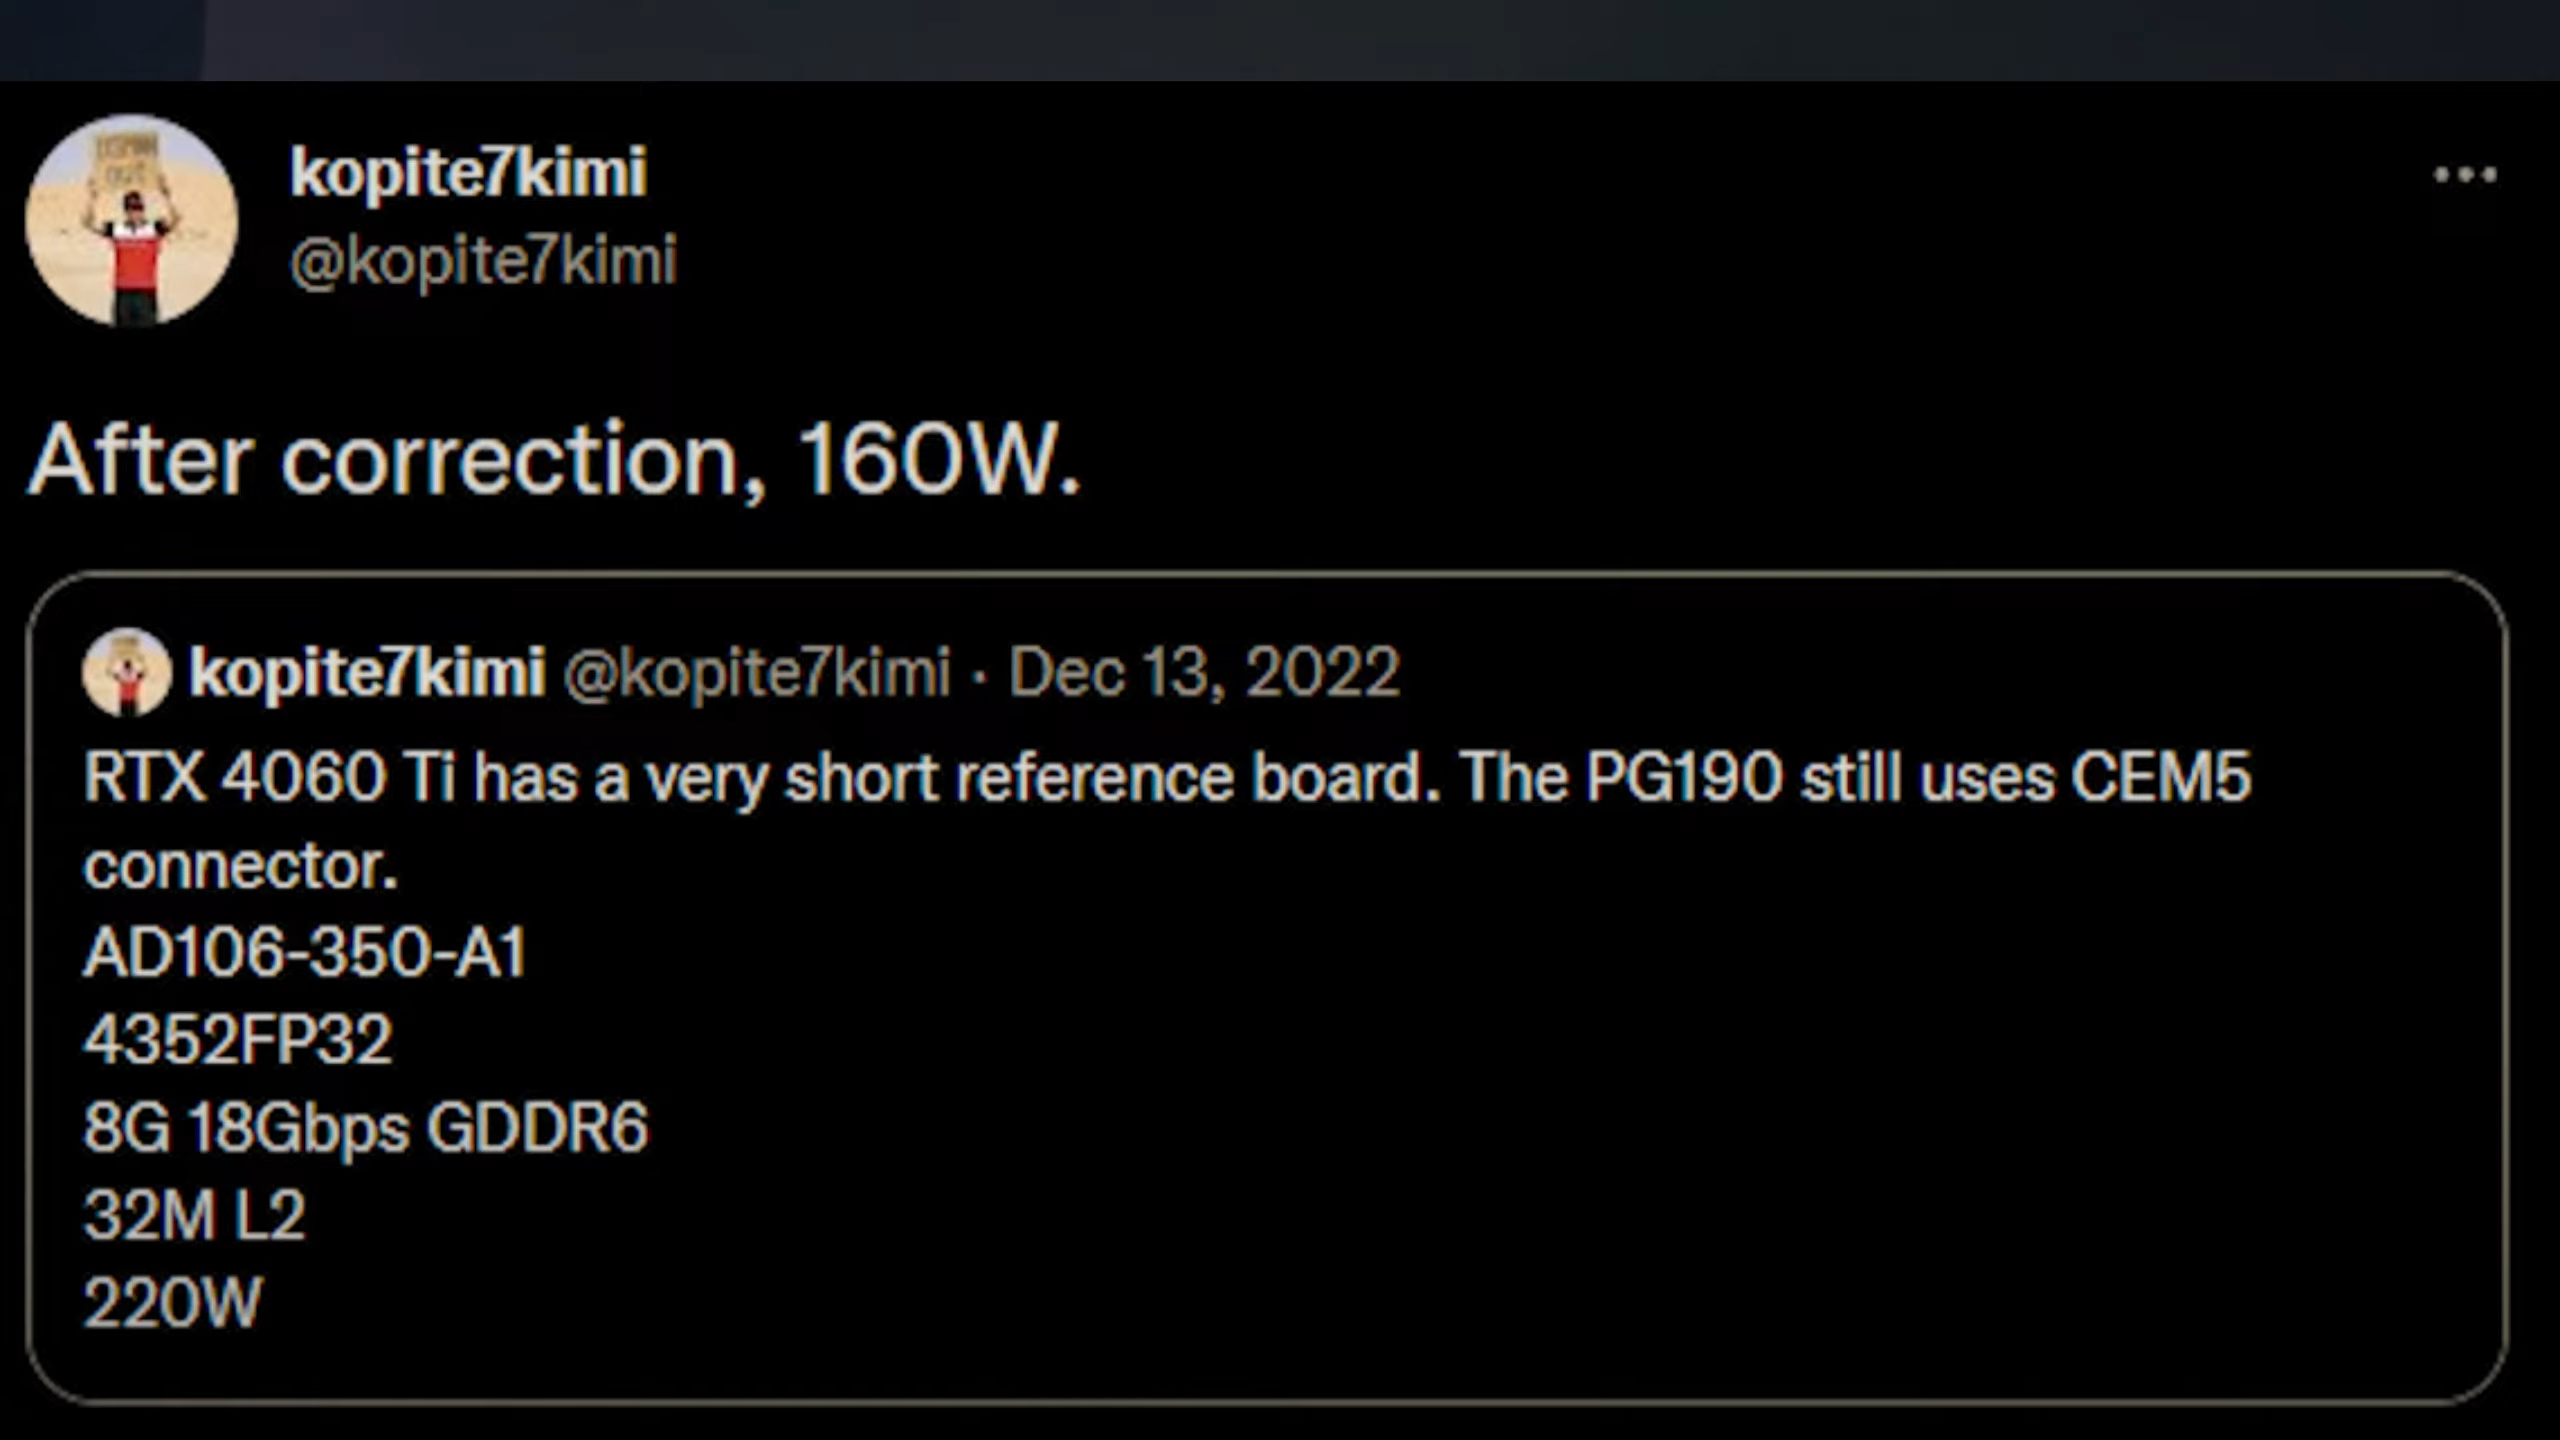 kopite7kimi
@kopite7kimi
After correction, 160W.
kopite7kimi @kopite7kimi · Dec 13, 2022
RTX 4060 Ti has a very short reference board. The PG190 still uses CEM5
connector.
AD106-350-A1
4352FP32
8G 18Gbps GDDR6
32M L2
220W